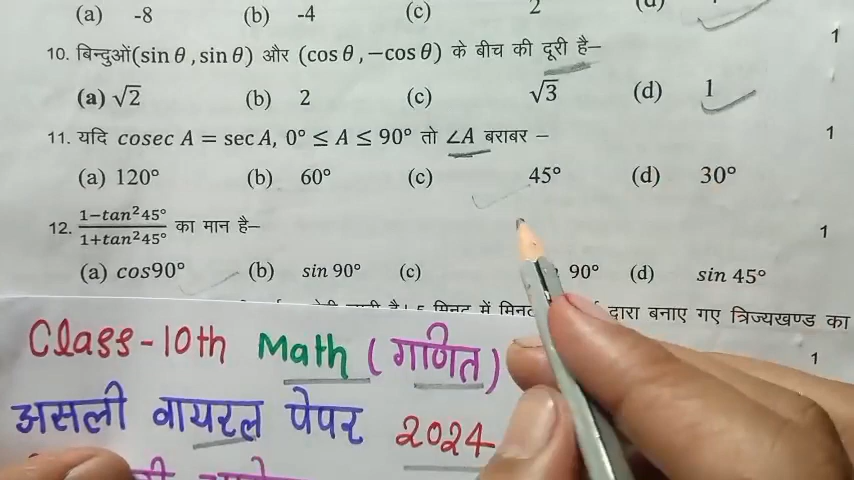 (a) -8 (b) -4 (c) 2
1
10. बिन्दुओं(sin θ , sin θ) और (cos θ , −cos θ) के बीच की दूरी है–
(a) √2 (b) 2 (c) √3 (d) 1
11. यदि cosec A = sec A, 0° ≤ A ≤ 90° तो ∠A बराबर – 1
(a) 120° (b) 60° (c) 45° (d) 30°
12. \frac{1−tan²45°}{1+tan²45°} का मान है– 1
(a) cos90° (b) sin 90° (c) 90° (d) sin 45°
में द्वारा बनाए गए त्रिज्यखण्ड का
1
Class-10th Math (गणित)
असली वायरल पेपर 2024